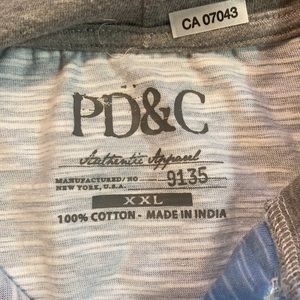 CA 07043
PD&C
Authentic Apparel
MANUFACTURED/NO
NEW YORK, U.S.A. 9135
XXL
100% COTTON - MADE IN INDIA